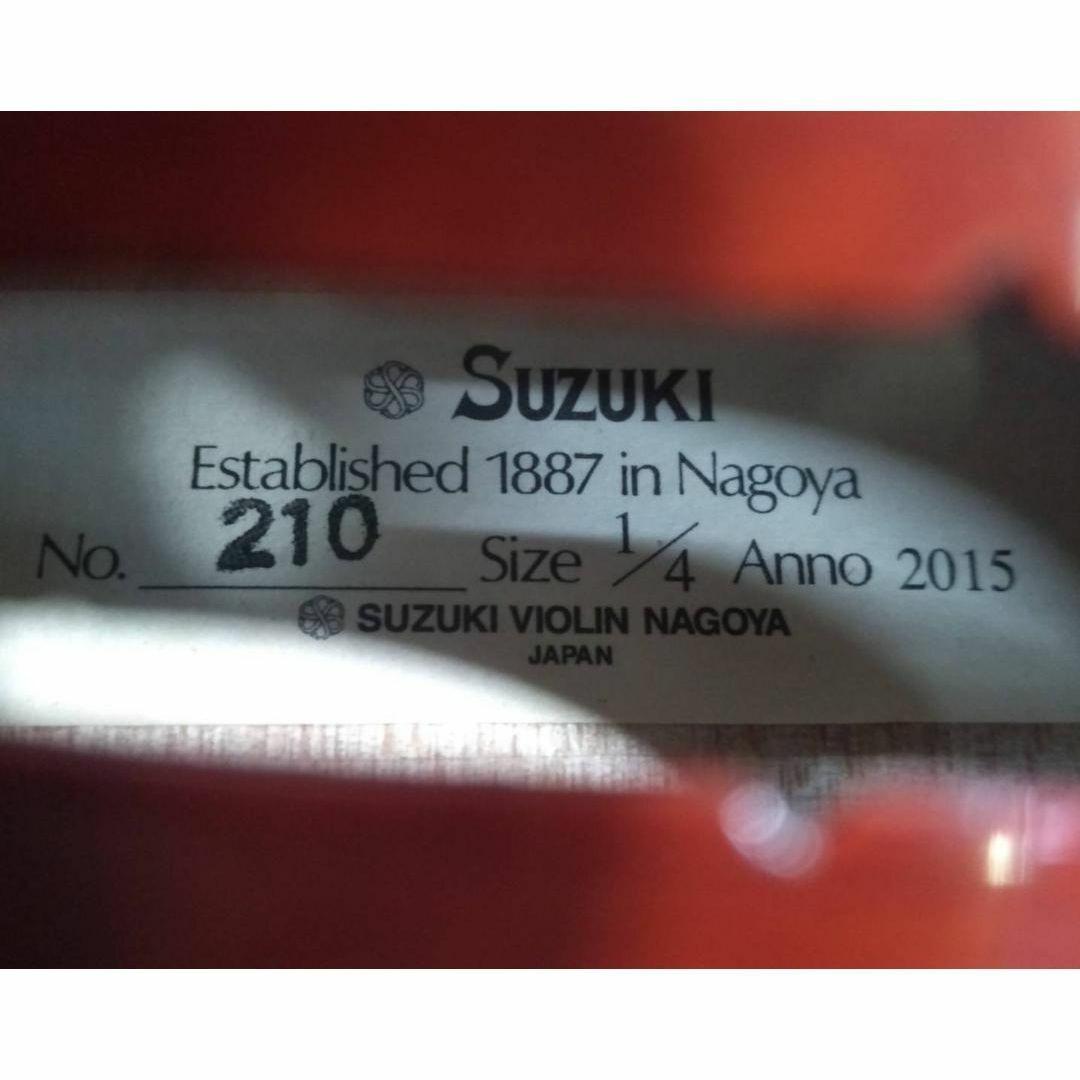 SUZUKI
Established 1887 in Nagoya
No. 210 Size 1/4 Anno 2015
SUZUKI VIOLIN NAGOYA
JAPAN